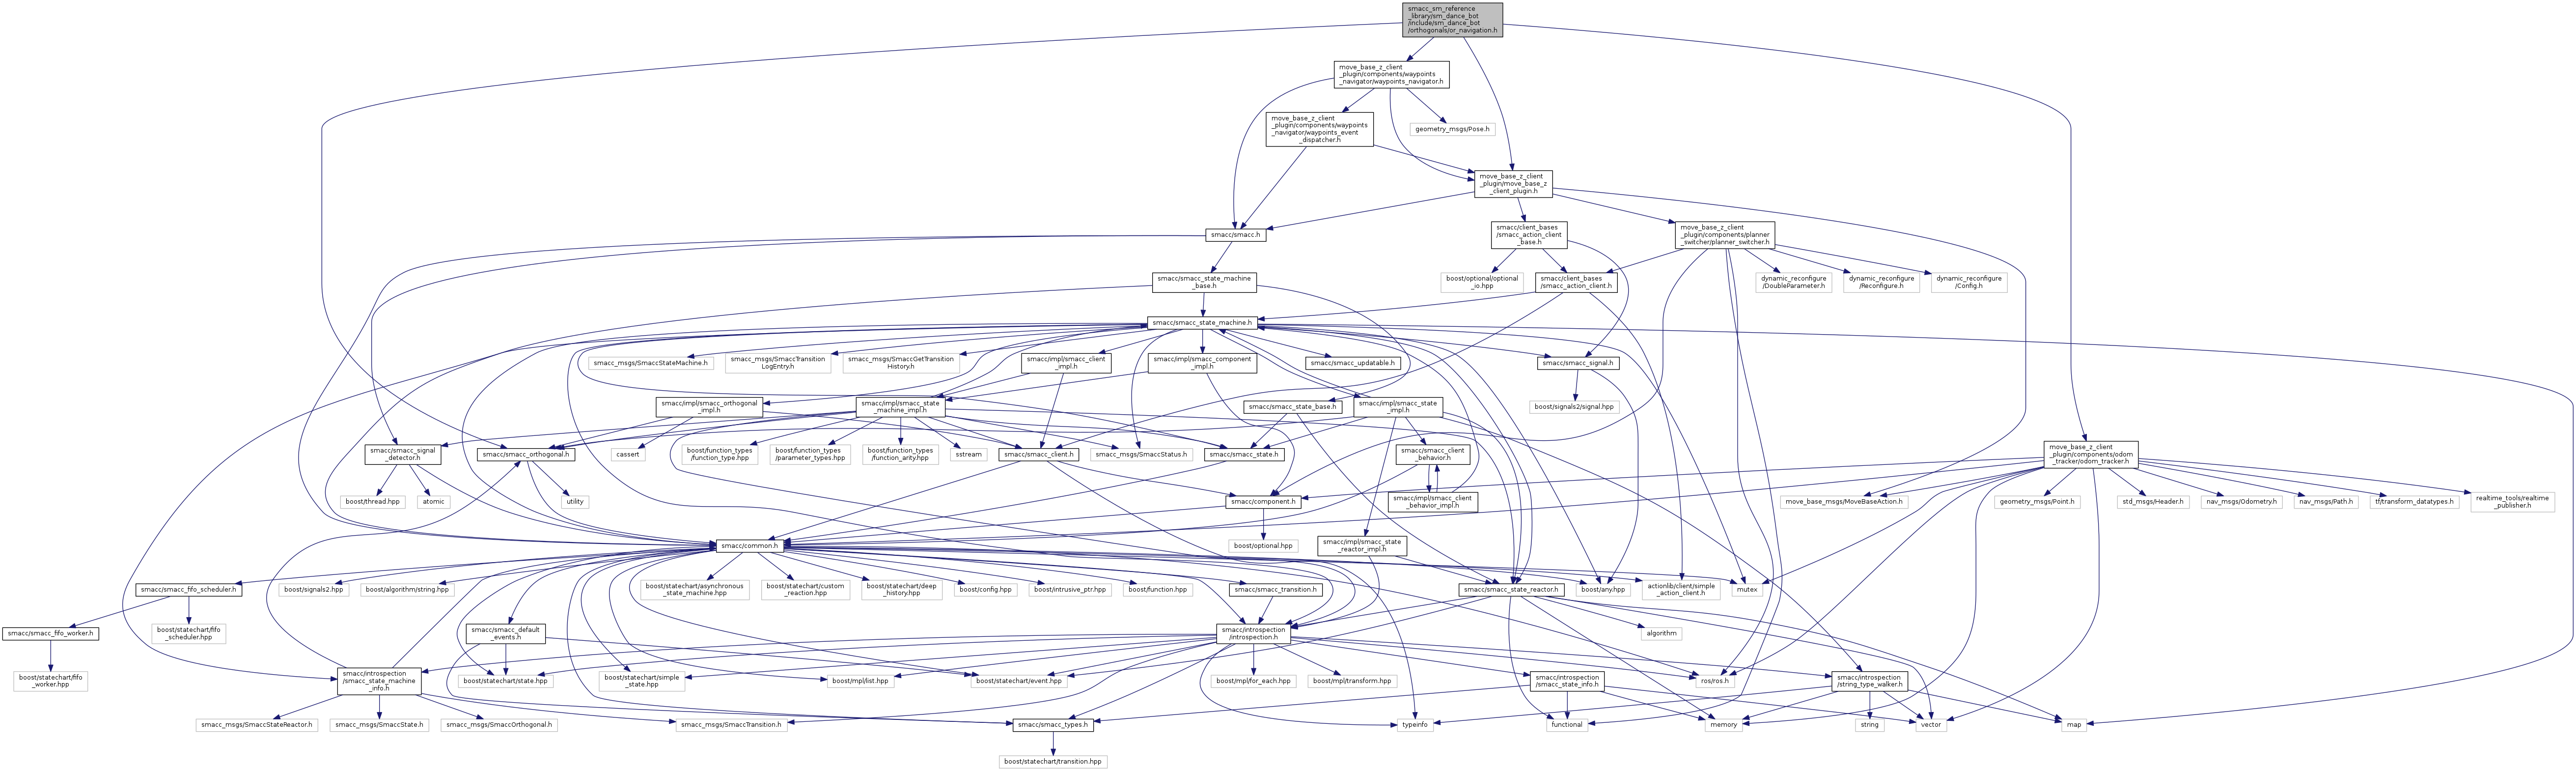 smacc_sm_reference
_library/sm_dance_bot
/include/sm_dance_bot
/orthogonals/or_navigation.h
move_base_z_client
_plugin/components/waypoints
_navigator/waypoints_navigator.h
move_base_z_client
_plugin/components/waypoints
_navigator/waypoints_event
_dispatcher.h
geometry_msgs/Pose.h
move_base_z_client
_plugin/move_base_z
_client_plugin.h
smacc/smacc.h
smacc/client_bases
/smacc_action_client
_base.h
move_base_z_client
_plugin/components/planner
_switcher/planner_switcher.h
smacc/smacc_state_machine
_base.h
boost/optional/optional
_io.hpp
smacc/client_bases
/smacc_action_client.h
dynamic_reconfigure
/DoubleParameter.h
dynamic_reconfigure
/Reconfigure.h
dynamic_reconfigure
/Config.h
smacc/smacc_state_machine.h
smacc_msgs/SmaccStateMachine.h
smacc_msgs/SmaccTransition
LogEntry.h
smacc_msgs/SmaccGetTransition
History.h
smacc/impl/smacc_client
_impl.h
smacc/impl/smacc_component
_impl.h
smacc/smacc_updatable.h
smacc/smacc_signal.h
smacc/impl/smacc_orthogonal
_impl.h
smacc/impl/smacc_state
_machine_impl.h
smacc/smacc_state_base.h
smacc/impl/smacc_state
_impl.h
boost/signals2/signal.hpp
smacc/smacc_signal
_detector.h
smacc/smacc_orthogonal.h
cassert
boost/function_types
/function_type.hpp
boost/function_types
/parameter_types.hpp
boost/function_types
/function_arity.hpp
sstream
smacc/smacc_client.h
smacc_msgs/SmaccStatus.h
smacc/smacc_state.h
smacc/smacc_client
_behavior.h
move_base_z_client
_plugin/components/odom
_tracker/odom_tracker.h
boost/thread.hpp
atomic
utility
smacc/component.h
smacc/impl/smacc_client
_behavior_impl.h
move_base_msgs/MoveBaseAction.h
geometry_msgs/Point.h
std_msgs/Header.h
nav_msgs/Odometry.h
nav_msgs/Path.h
tf/transform_datatypes.h
realtime_tools/realtime
_publisher.h
smacc/common.h
boost/optional.hpp
smacc/impl/smacc_state
_reactor_impl.h
smacc/smacc_fifo_scheduler.h
boost/signals2.hpp
boost/algorithm/string.hpp
boost/statechart/asynchronous
_state_machine.hpp
boost/statechart/custom
_reaction.hpp
boost/statechart/deep
_history.hpp
boost/config.hpp
boost/intrusive_ptr.hpp
boost/function.hpp
smacc/smacc_transition.h
smacc/smacc_state_reactor.h
boost/any.hpp
actionlib/client/simple
_action_client.h
mutex
smacc/smacc_fifo_worker.h
boost/statechart/fifo
_scheduler.hpp
smacc/smacc_default
_events.h
smacc/introspection
/introspection.h
algorithm
boost/statechart/fifo
_worker.hpp
smacc/introspection
/smacc_state_machine
_info.h
boost/statechart/state.hpp
boost/statechart/simple
_state.hpp
boost/mpl/list.hpp
boost/statechart/event.hpp
boost/mpl/for_each.hpp
boost/mpl/transform.hpp
smacc/introspection
/smacc_state_info.h
ros/ros.h
smacc/introspection
/string_type_walker.h
smacc_msgs/SmaccStateReactor.h
smacc_msgs/SmaccState.h
smacc_msgs/SmaccOrthogonal.h
smacc_msgs/SmaccTransition.h
smacc/smacc_types.h
typeinfo
functional
memory
string
vector
map
boost/statechart/transition.hpp